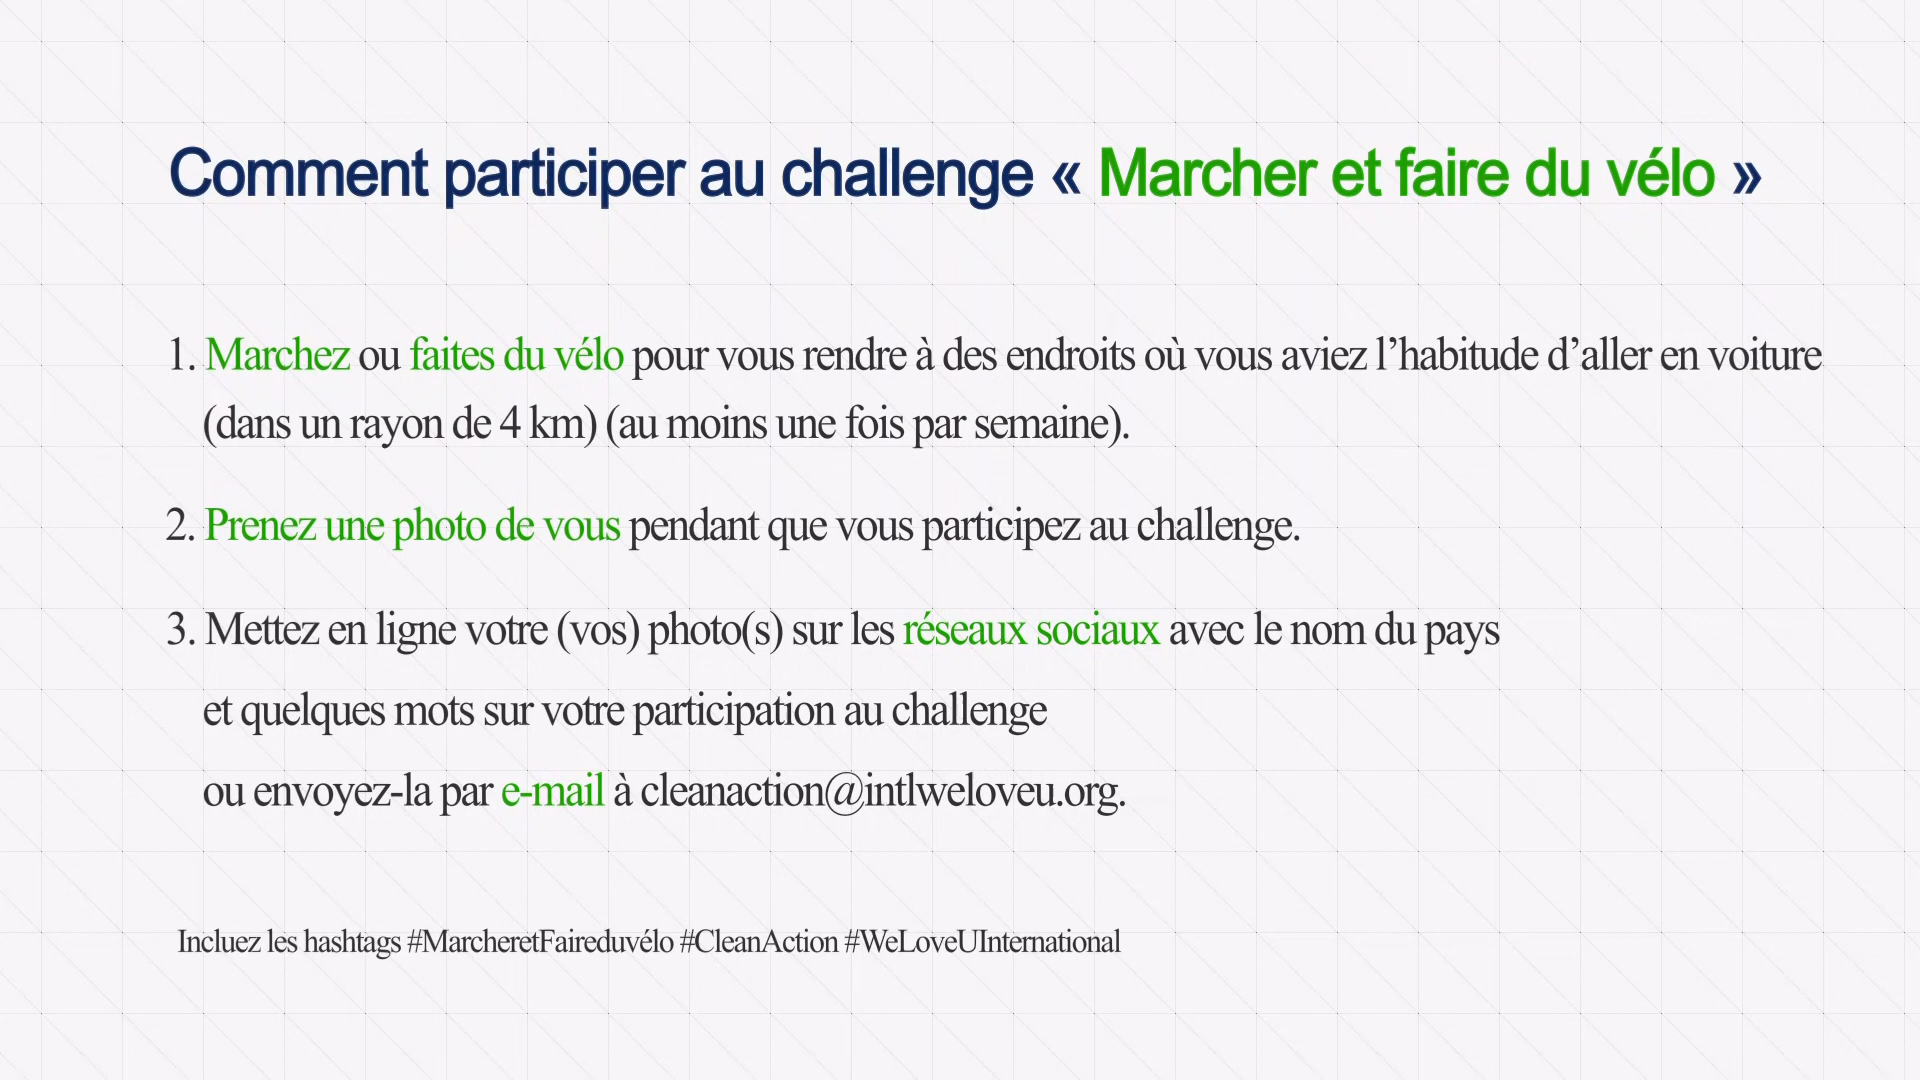 Comment participer au challenge « Marcher et faire du vélo »
1. Marchez ou faites du vélo pour vous rendre à des endroits où vous aviez l’habitude d’aller en voiture
(dans un rayon de 4 km) (au moins une fois par semaine).
2. Prenez une photo de vous pendant que vous participez au challenge.
3. Mettez en ligne votre (vos) photo(s) sur les réseaux sociaux avec le nom du pays
et quelques mots sur votre participation au challenge
ou envoyez-la par e-mail à cleanaction@intlweloveu.org.
Incluez les hashtags #MarcheretFaireduvélo #CleanAction #WeLoveUInternational